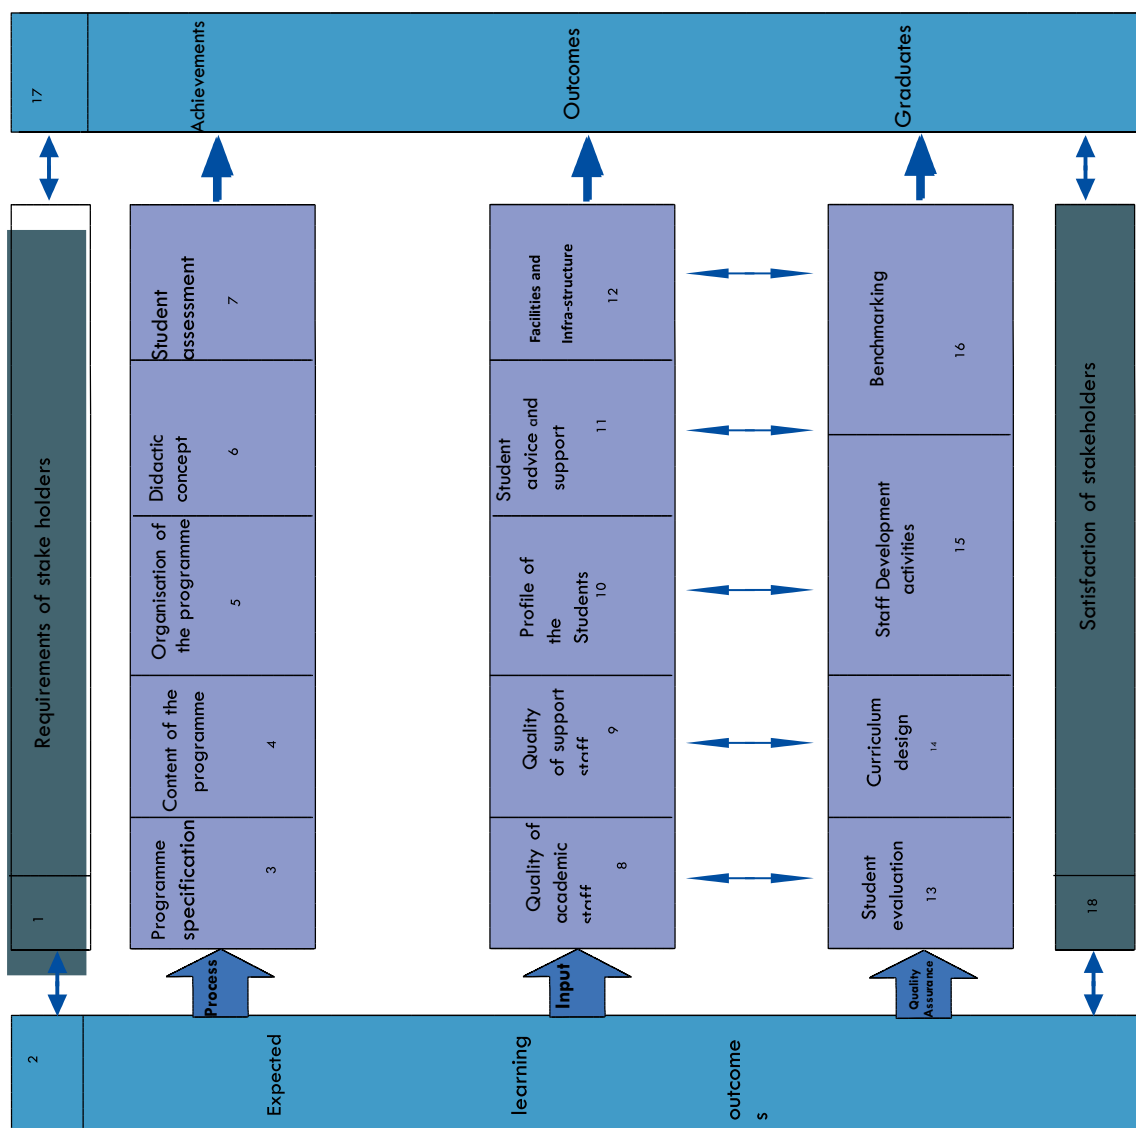 1
Requirements of stake holders
2
Expected
learning
outcome
s
Process
Programme
specification
3
Content of the
programme
4
Organisation of
the programme
5
Didactic
concept
6
Student
assessment
7
Input
Quality of
academic
staff
8
Quality
of support
staff
9
Profile of
the
Students
10
Student
advice and
support
11
Facilities and
Infra-structure
12
Quality
Assurance
Student
evaluation
13
Curriculum
design
14
Staff Development
activities
15
Benchmarking
16
17
Achievements
Outcomes
Graduates
18
Satisfaction of stakeholders